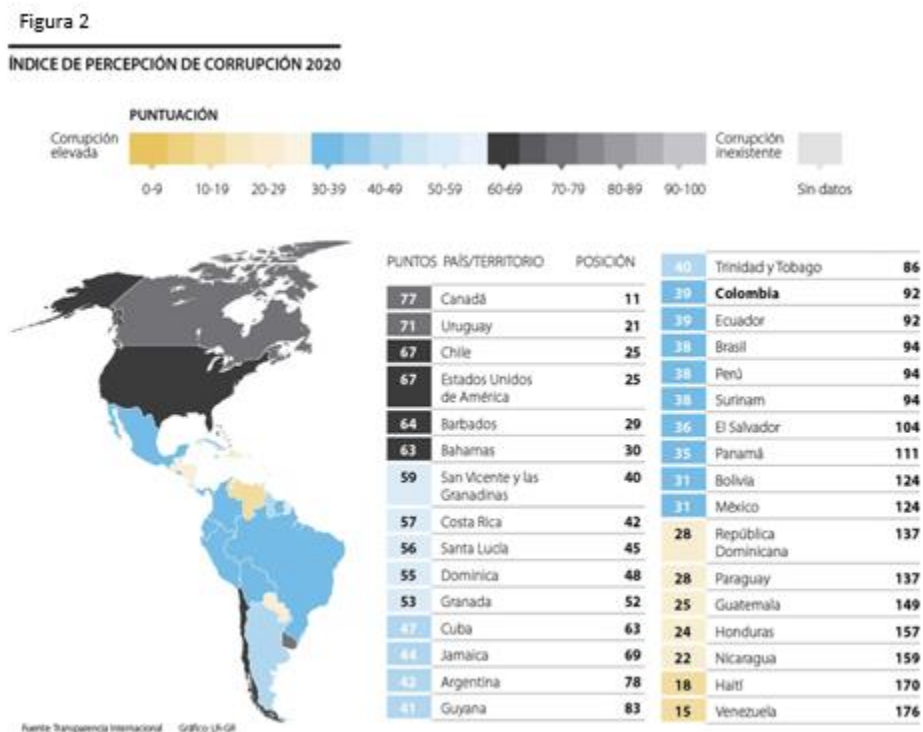 Figura 2
ÍNDICE DE PERCEPCIÓN DE CORRUPCIÓN 2020
PUNTUACIÓN
Corrupción
elevada
Corrupción
inexistente
0-9 10-19 20-29 30-39 40-49 50-59 60-69 70-79 80-89 90-100 Sin datos
PUNTOS PAÍS/TERRITORIO POSICIÓN
77 Canadá 11
71 Uruguay 21
67 Chile 25
67 Estados Unidos 25
de América
64 Barbados 29
63 Bahamas 30
59 San Vicente y las 40
Granadinas
57 Costa Rica 42
56 Santa Lucía 45
55 Dominica 48
53 Granada 52
47 Cuba 63
44 Jamaica 69
42 Argentina 78
41 Guyana 83
40 Trinidad y Tobago 86
39 Colombia 92
39 Ecuador 92
38 Brasil 94
38 Perú 94
38 Surinam 94
36 El Salvador 104
35 Panamá 111
31 Bolivia 124
31 México 124
28 República 137
Dominicana
28 Paraguay 137
25 Guatemala 149
24 Honduras 157
22 Nicaragua 159
18 Haití 170
15 Venezuela 176
Fuente: Transparencia Internacional Gráfico: LR-GR